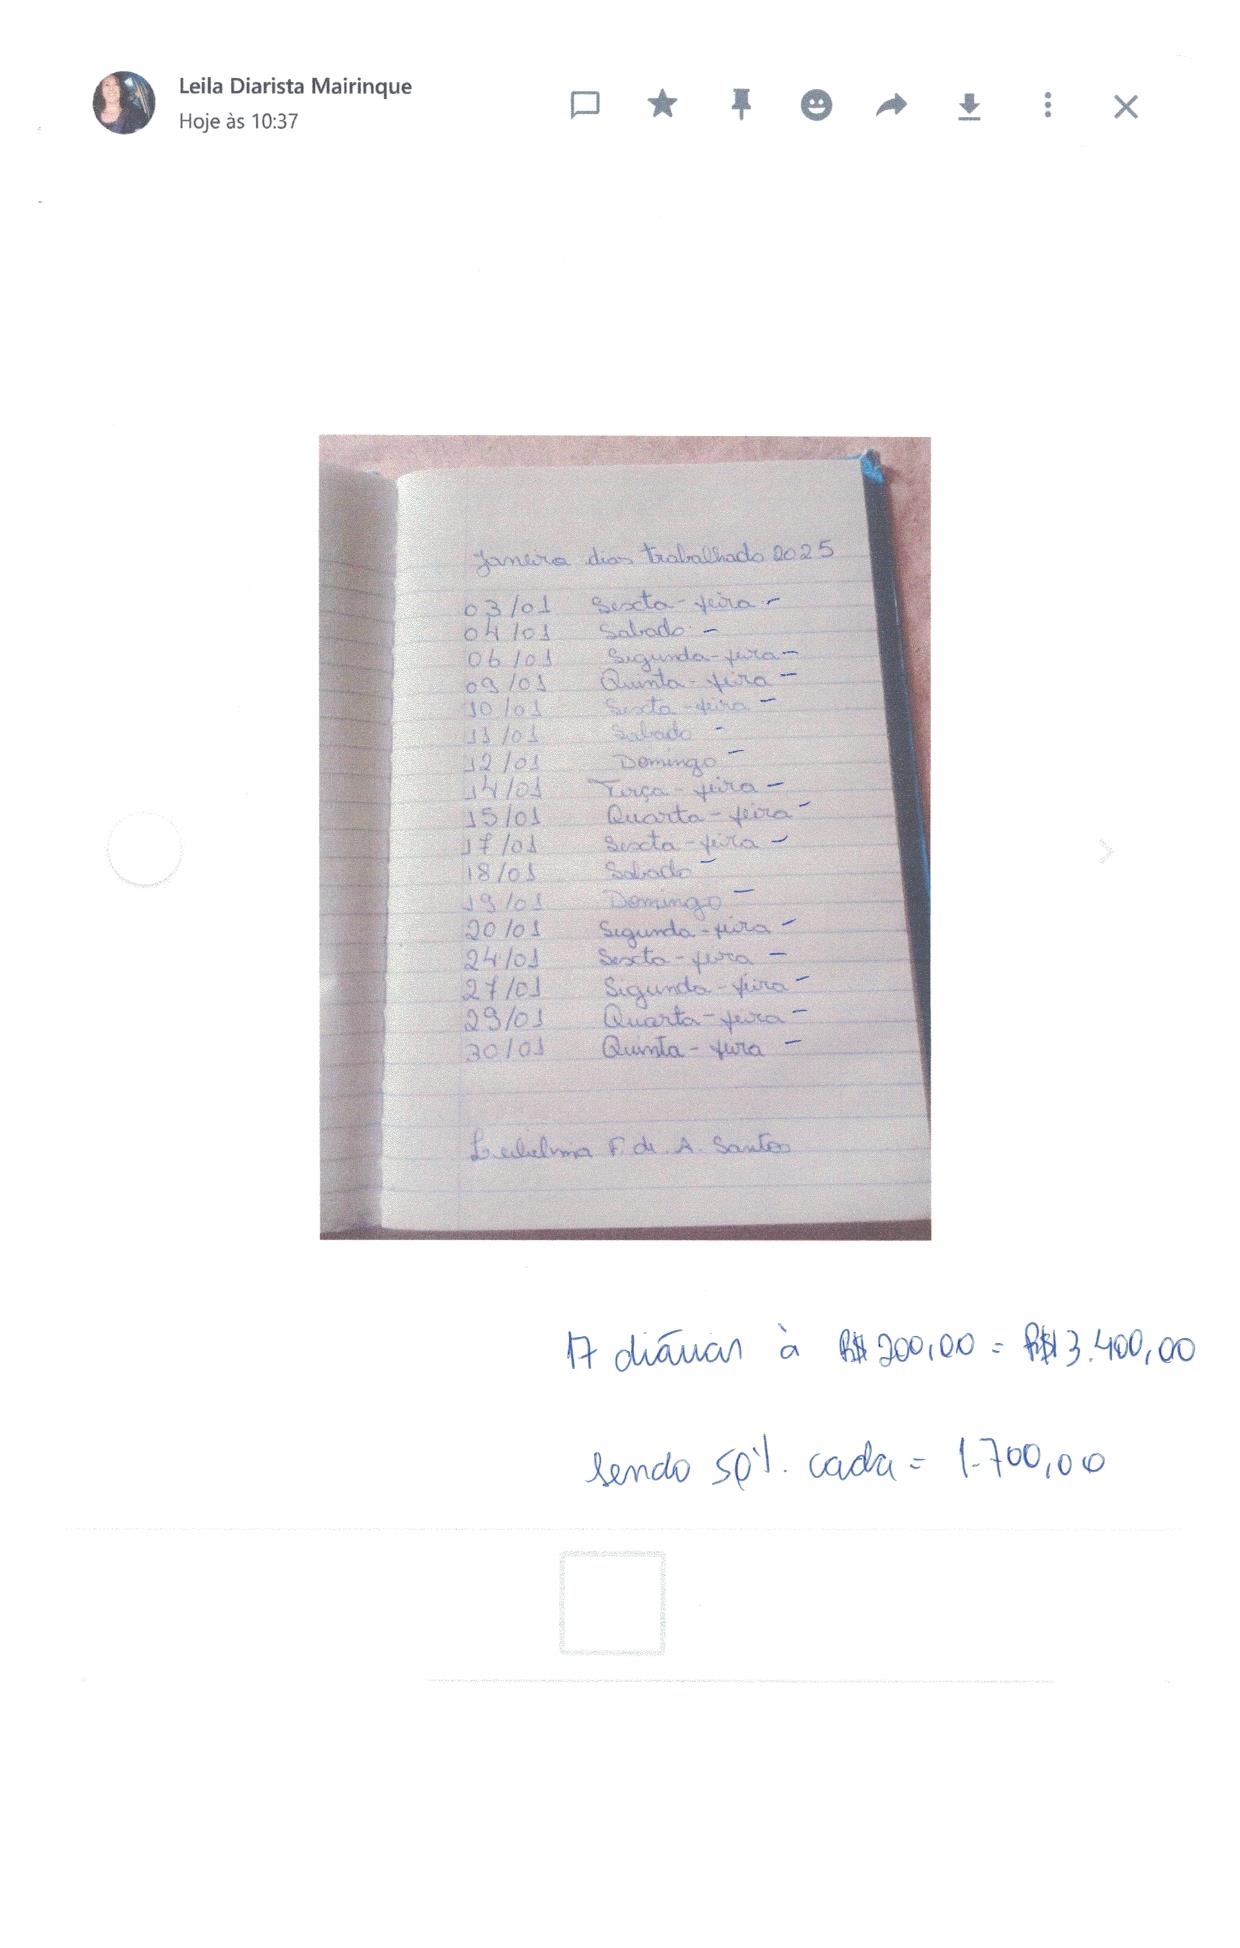 Leila Diarista Mairinque
Hoje às 10:37
Janeiro dias trabalhado 2025
03/01 Sexta-feira -
04/01 Sabado -
06/01 Segunda-feira -
09/01 Quinta-feira -
10/01 Sexta-feira -
11/01 Sabado -
12/01 Domingo -
14/01 Terça-feira -
15/01 Quarta-feira -
17/01 Sexta-feira -
18/01 Sabado -
19/01 Domingo -
20/01 Segunda-feira -
24/01 Sexta-feira -
27/01 Sigunda-feira -
29/01 Quarta-feira -
30/01 Quinta-feira -
F. de A. Santos
17 diárias à R$ 200,00 = R$ 3.400,00
sendo 50% cada = 1.700,00